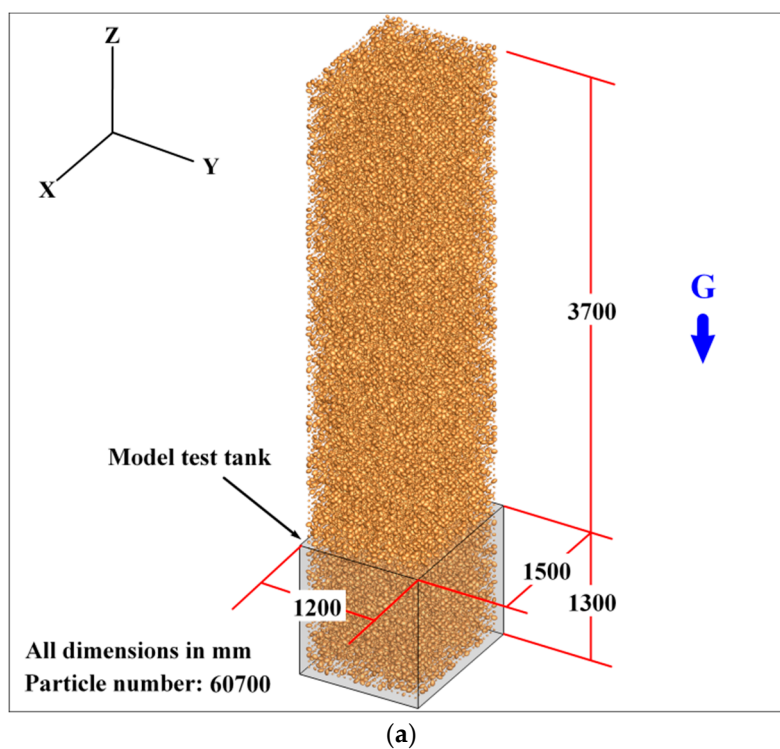 Z
Y
X
G
3700
Model test tank
1500
1300
1200
All dimensions in mm
Particle number: 60700
(a)